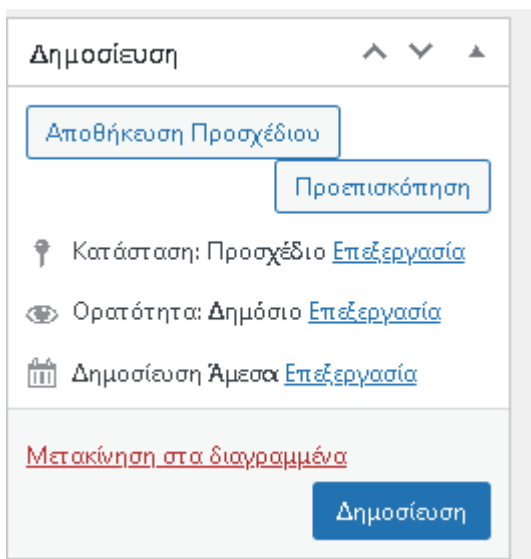 Δημοσίευση
Αποθήκευση Προσχέδιου
Προεπισκόπηση
Κατάσταση: Προσχέδιο Επεξεργασία
Ορατότητα: Δημόσιο Επεξεργασία
Δημοσίευση Άμεσα Επεξεργασία
Μετακίνηση στα διαγραμμένα
Δημοσίευση